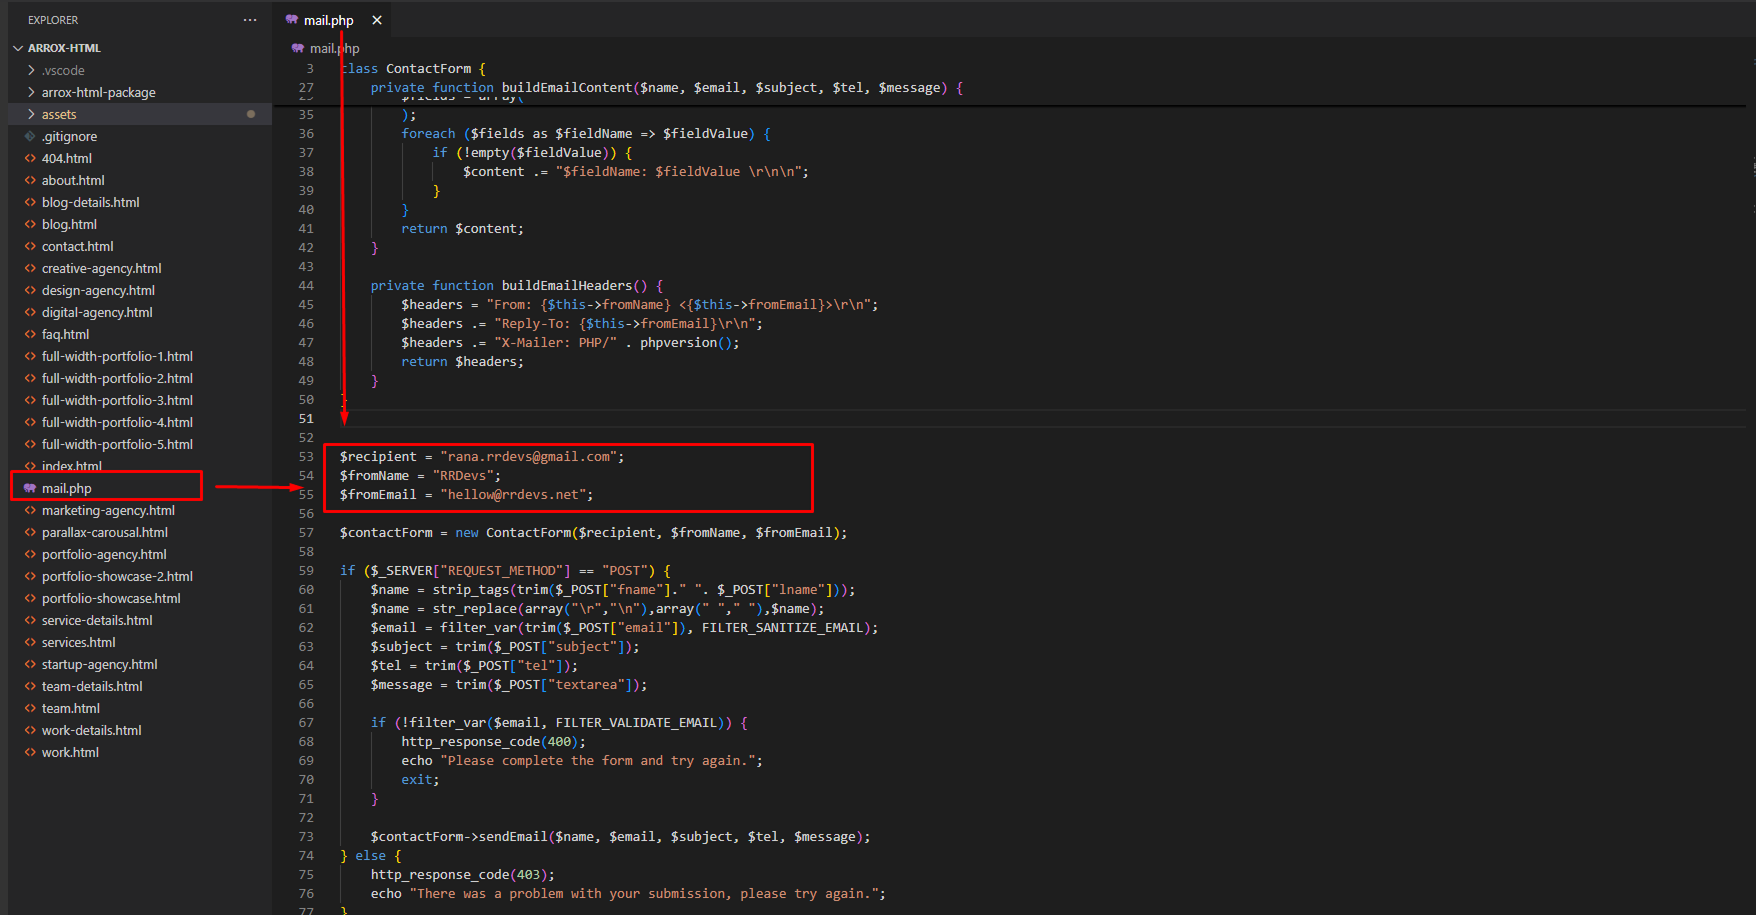 EXPLORER
ARROX-HTML
.vscode
arrox-html-package
assets
.gitignore
404.html
about.html
blog-details.html
blog.html
contact.html
creative-agency.html
design-agency.html
digital-agency.html
faq.html
full-width-portfolio-1.html
full-width-portfolio-2.html
full-width-portfolio-3.html
full-width-portfolio-4.html
full-width-portfolio-5.html
index.html
mail.php
marketing-agency.html
parallax-carousal.html
portfolio-agency.html
portfolio-showcase-2.html
portfolio-showcase.html
service-details.html
services.html
startup-agency.html
team-details.html
team.html
work-details.html
work.html
mail.php
mail.php
3 class ContactForm {
27 private function buildEmailContent($name, $email, $subject, $tel, $message) {
29 $fields = array(
35 );
36 foreach ($fields as $fieldName => $fieldValue) {
37 if (!empty($fieldValue)) {
38 $content .= "$fieldName: $fieldValue \r\n\n";
39 }
40 }
41 return $content;
42 }
43
44 private function buildEmailHeaders() {
45 $headers = "From: {$this->fromName} <{$this->fromEmail}>\r\n";
46 $headers .= "Reply-To: {$this->fromEmail}\r\n";
47 $headers .= "X-Mailer: PHP/" . phpversion();
48 return $headers;
49 }
50 }
51
52
53 $recipient = "rana.rrdevs@gmail.com";
54 $fromName = "RRDevs";
55 $fromEmail = "hellow@rrdevs.net";
56
57 $contactForm = new ContactForm($recipient, $fromName, $fromEmail);
58
59 if ($_SERVER["REQUEST_METHOD"] == "POST") {
60 $name = strip_tags(trim($_POST["fname"]." ". $_POST["lname"]));
61 $name = str_replace(array("\r","\n"),array(" "," "),$name);
62 $email = filter_var(trim($_POST["email"]), FILTER_SANITIZE_EMAIL);
63 $subject = trim($_POST["subject"]);
64 $tel = trim($_POST["tel"]);
65 $message = trim($_POST["textarea"]);
66
67 if (!filter_var($email, FILTER_VALIDATE_EMAIL)) {
68 http_response_code(400);
69 echo "Please complete the form and try again.";
70 exit;
71 }
72
73 $contactForm->sendEmail($name, $email, $subject, $tel, $message);
74 } else {
75 http_response_code(403);
76 echo "There was a problem with your submission, please try again.";
77 }